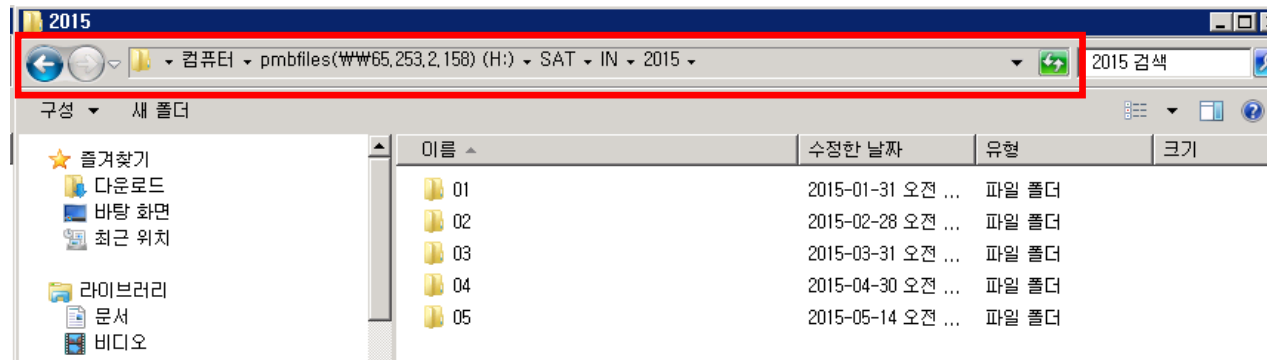 2015
컴퓨터 pmbfiles(₩₩65,253,2,158) (H:) SAT IN 2015
2015 검색
구성 새 폴더
이름 수정한 날짜 유형 크기
즐겨찾기
다운로드
바탕 화면
최근 위치
라이브러리
문서
비디오
01 2015-01-31 오전 ... 파일 폴더
02 2015-02-28 오전 ... 파일 폴더
03 2015-03-31 오전 ... 파일 폴더
04 2015-04-30 오전 ... 파일 폴더
05 2015-05-14 오전 ... 파일 폴더